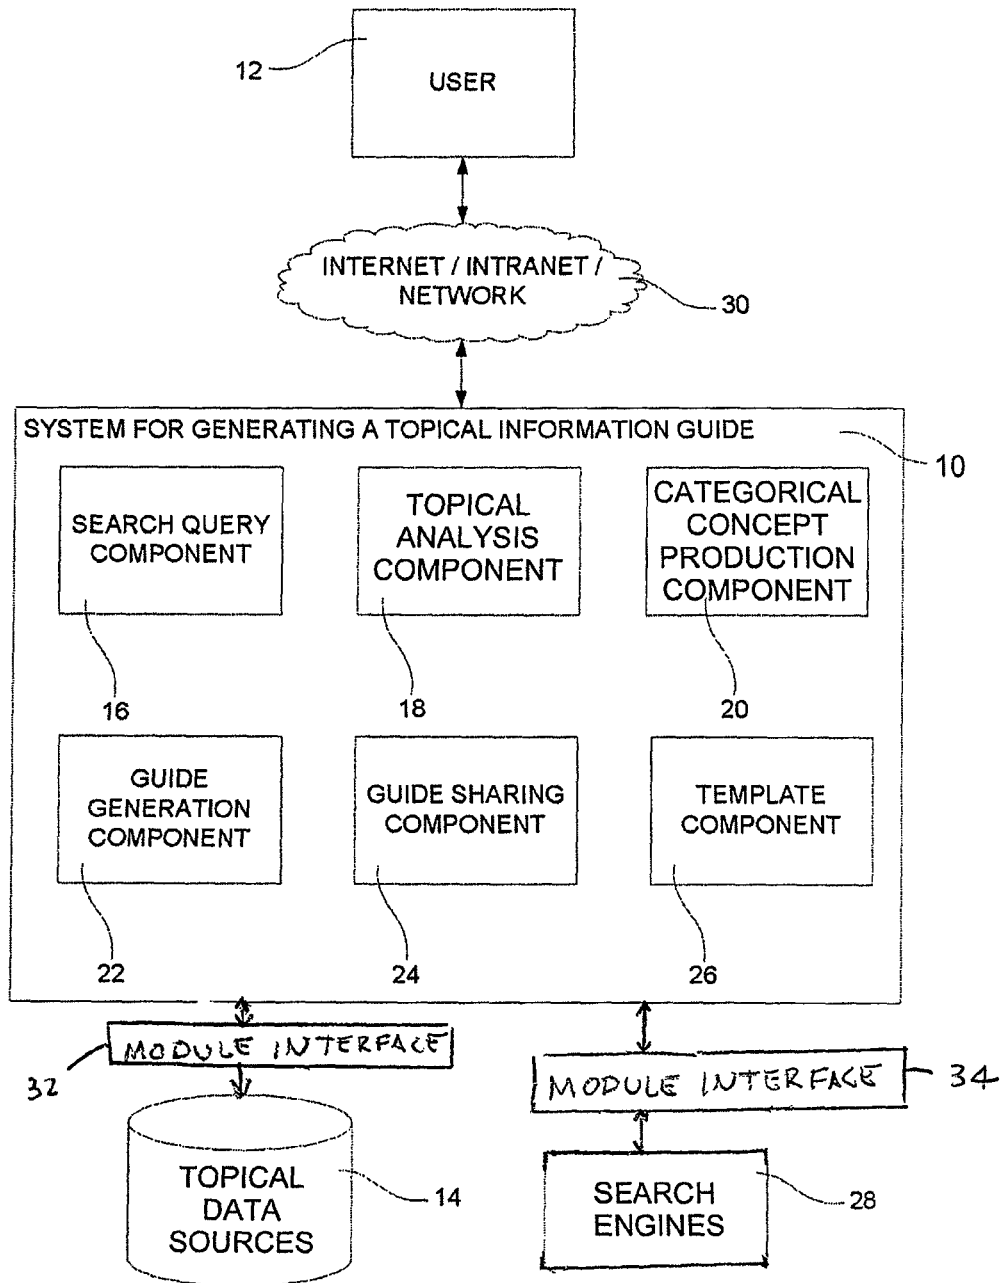 12
USER
INTERNET / INTRANET /
NETWORK
30
SYSTEM FOR GENERATING A TOPICAL INFORMATION GUIDE
10
SEARCH QUERY
COMPONENT
16
TOPICAL
ANALYSIS
COMPONENT
18
CATEGORICAL
CONCEPT
PRODUCTION
COMPONENT
20
GUIDE
GENERATION
COMPONENT
22
GUIDE SHARING
COMPONENT
24
TEMPLATE
COMPONENT
26
32
MODULE INTERFACE
MODULE INTERFACE
34
TOPICAL
DATA
SOURCES
14
SEARCH
ENGINES
28